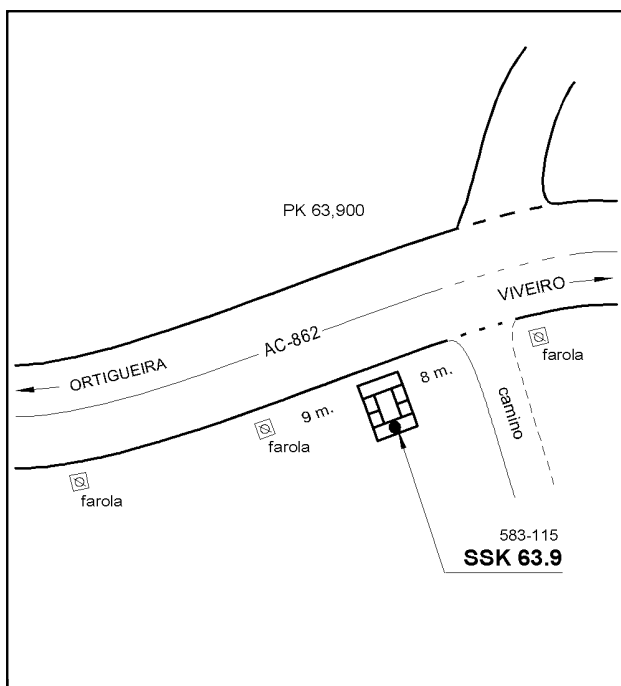 PK 63,900
VIVEIRO
AC-862
ORTIGUEIRA
farola
8 m.
9 m.
camino
farola
farola
583-115
SSK 63.9